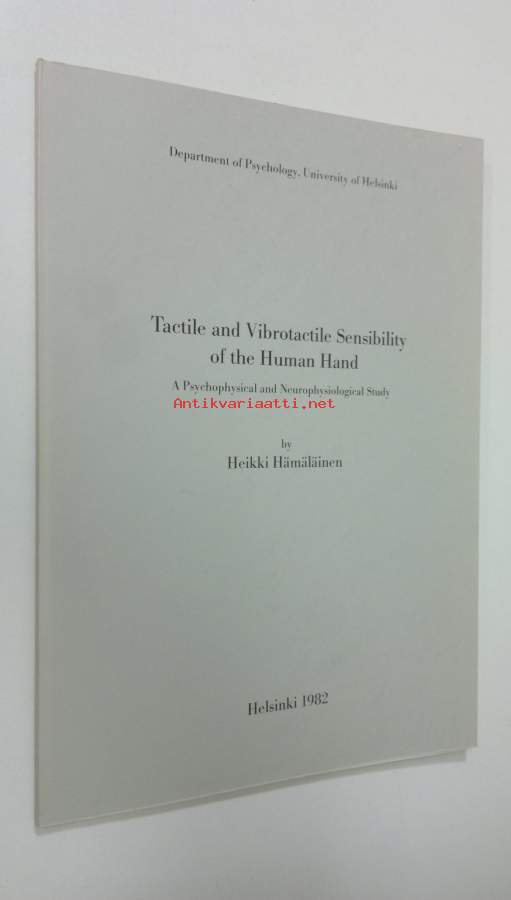 Department of Psychology, University of Helsinki
Tactile and Vibrotactile Sensibility
of the Human Hand
A Psychophysical and Neurophysiological Study
Antikvariaatti.net
by
Heikki Hämäläinen
Helsinki 1982